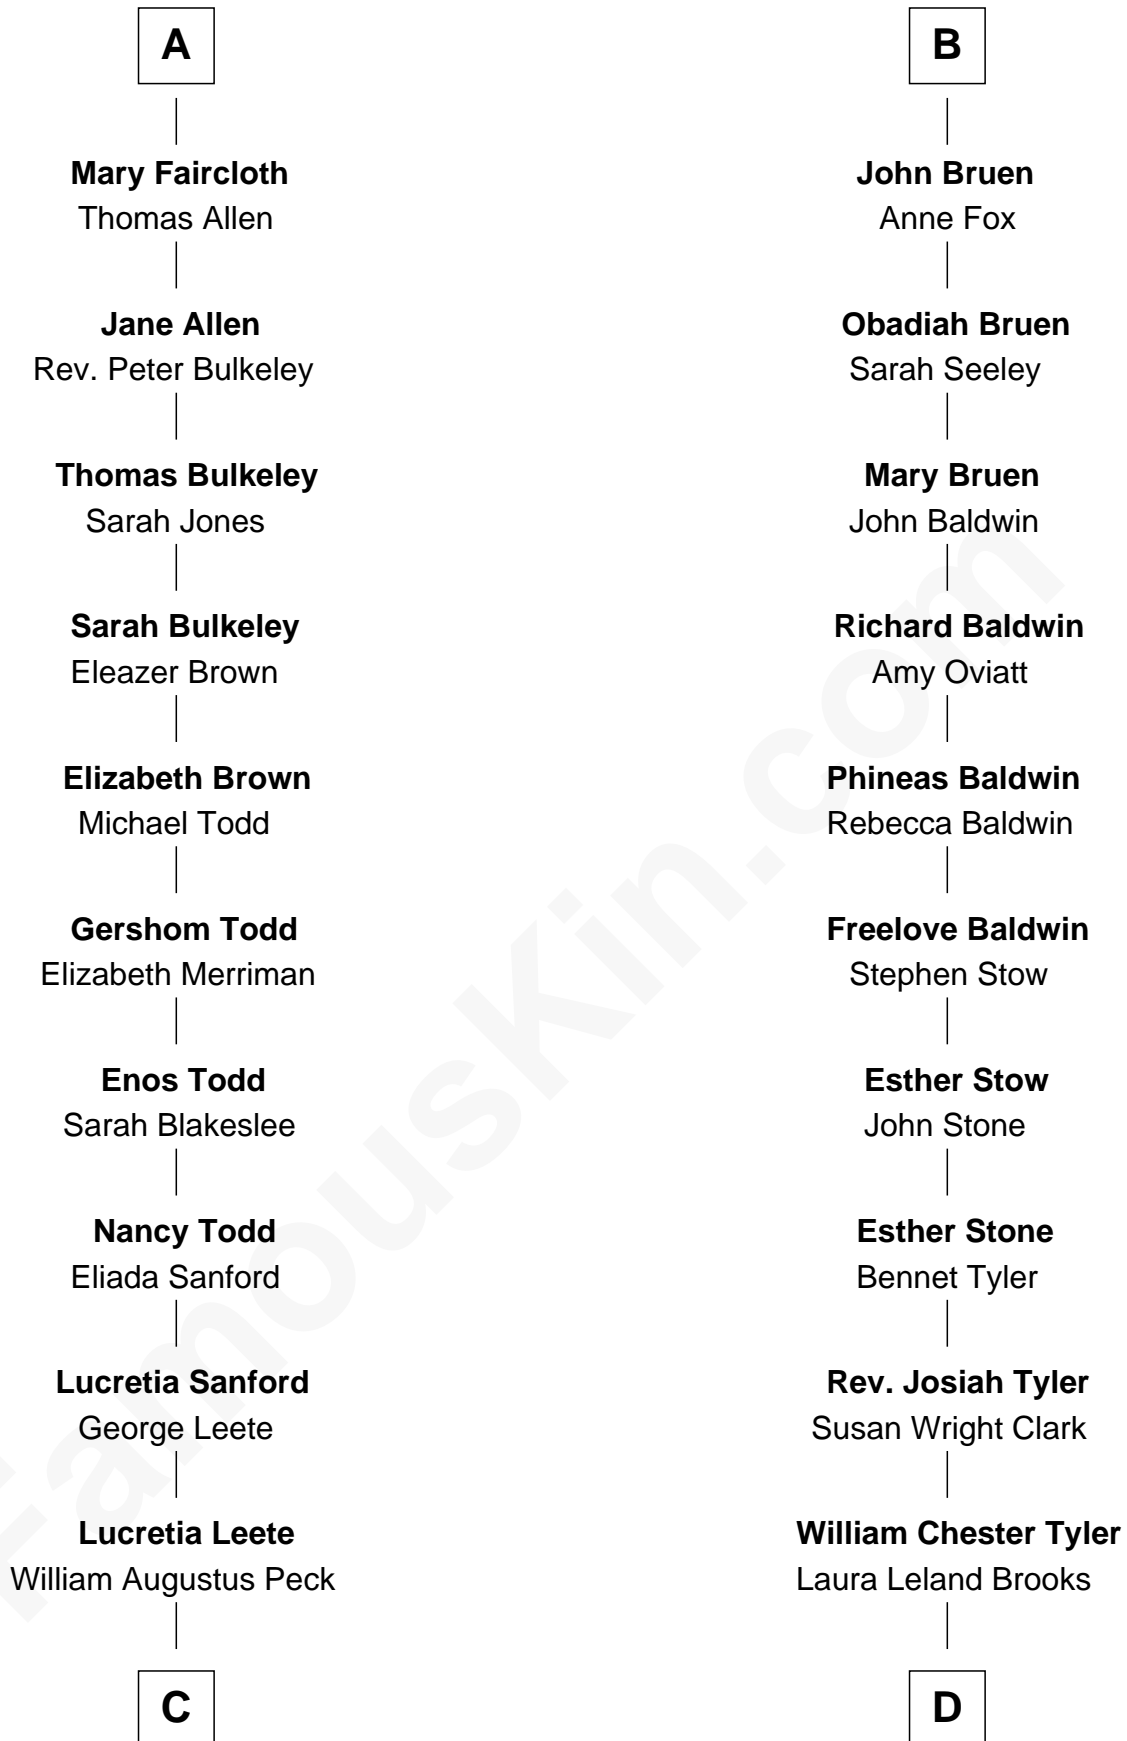 A
Mary Faircloth
Thomas Allen
Jane Allen
Rev. Peter Bulkeley
Thomas Bulkeley
Sarah Jones
Sarah Bulkeley
Eleazer Brown
Elizabeth Brown
Michael Todd
Gershom Todd
Elizabeth Merriman
Enos Todd
Sarah Blakeslee
Nancy Todd
Eliada Sanford
Lucretia Sanford
George Leete
Lucretia Leete
William Augustus Peck
C
B
John Bruen
Anne Fox
Obadiah Bruen
Sarah Seeley
Mary Bruen
John Baldwin
Richard Baldwin
Amy Oviatt
Phineas Baldwin
Rebecca Baldwin
Freelove Baldwin
Stephen Stow
Esther Stow
John Stone
Esther Stone
Bennet Tyler
Rev. Josiah Tyler
Susan Wright Clark
William Chester Tyler
Laura Leland Brooks
D
FamousKin.com